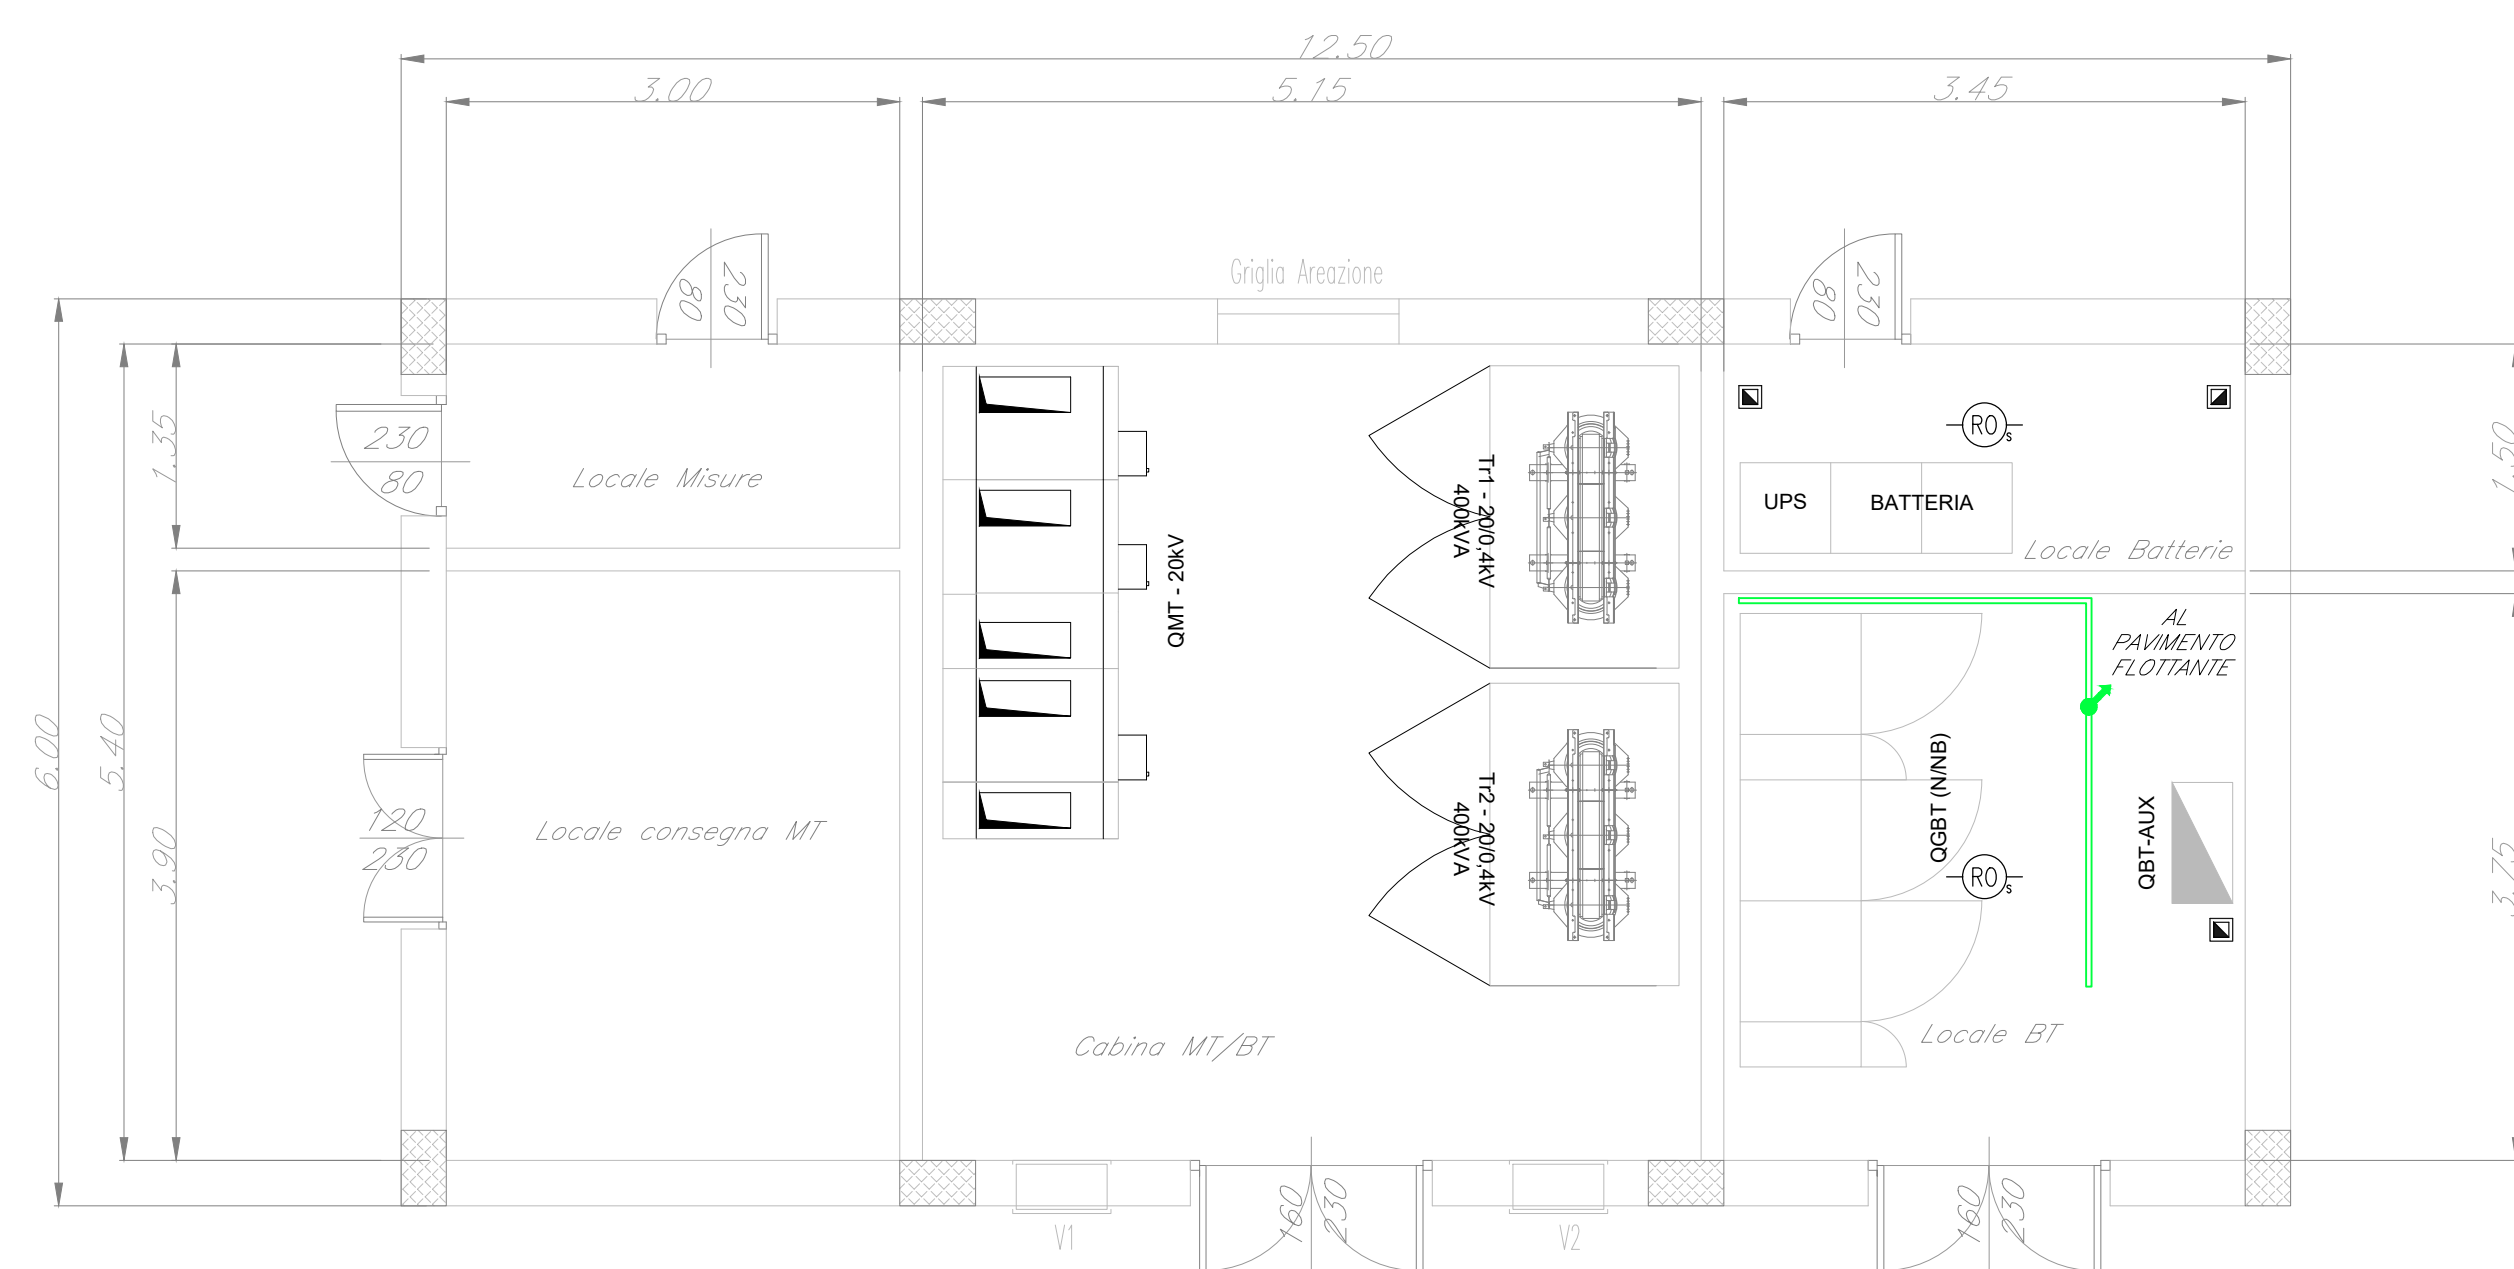 12.50
3.00
5.15
3.45
Griglia Areazione
80
230
80
230
230
80
1.35
Locale Misure
RO
s
1.50
UPS
BATTERIA
Locale Batterie
Tr1 - 20/0,4kV
400kVA
QMT - 20kV
AL
PAVIMENTO
FLOTTANTE
6.00
5.40
3.90
120
230
Locale consegna MT
Tr2 - 20/0,4kV
400kVA
QGBT (N/NB)
RO
s
QBT-AUX
3.75
Cabina MT/BT
Locale BT
V1
160
230
V2
160
230